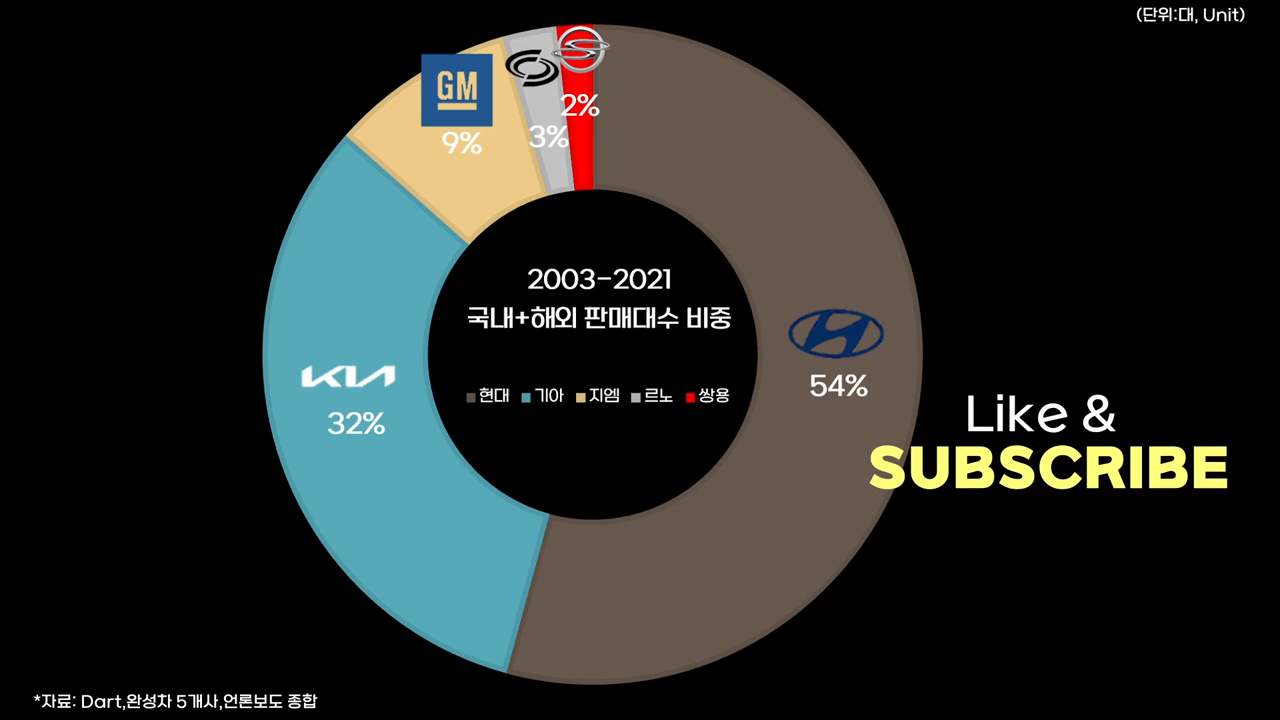 (단위:대, Unit)
GM
9%
3%
2%
2003-2021
국내+해외 판매대수 비중
현대 기아 지엠 르노 쌍용
KIA
32%
54%
Like &
SUBSCRIBE
*자료: Dart,완성차 5개사,언론보도 종합